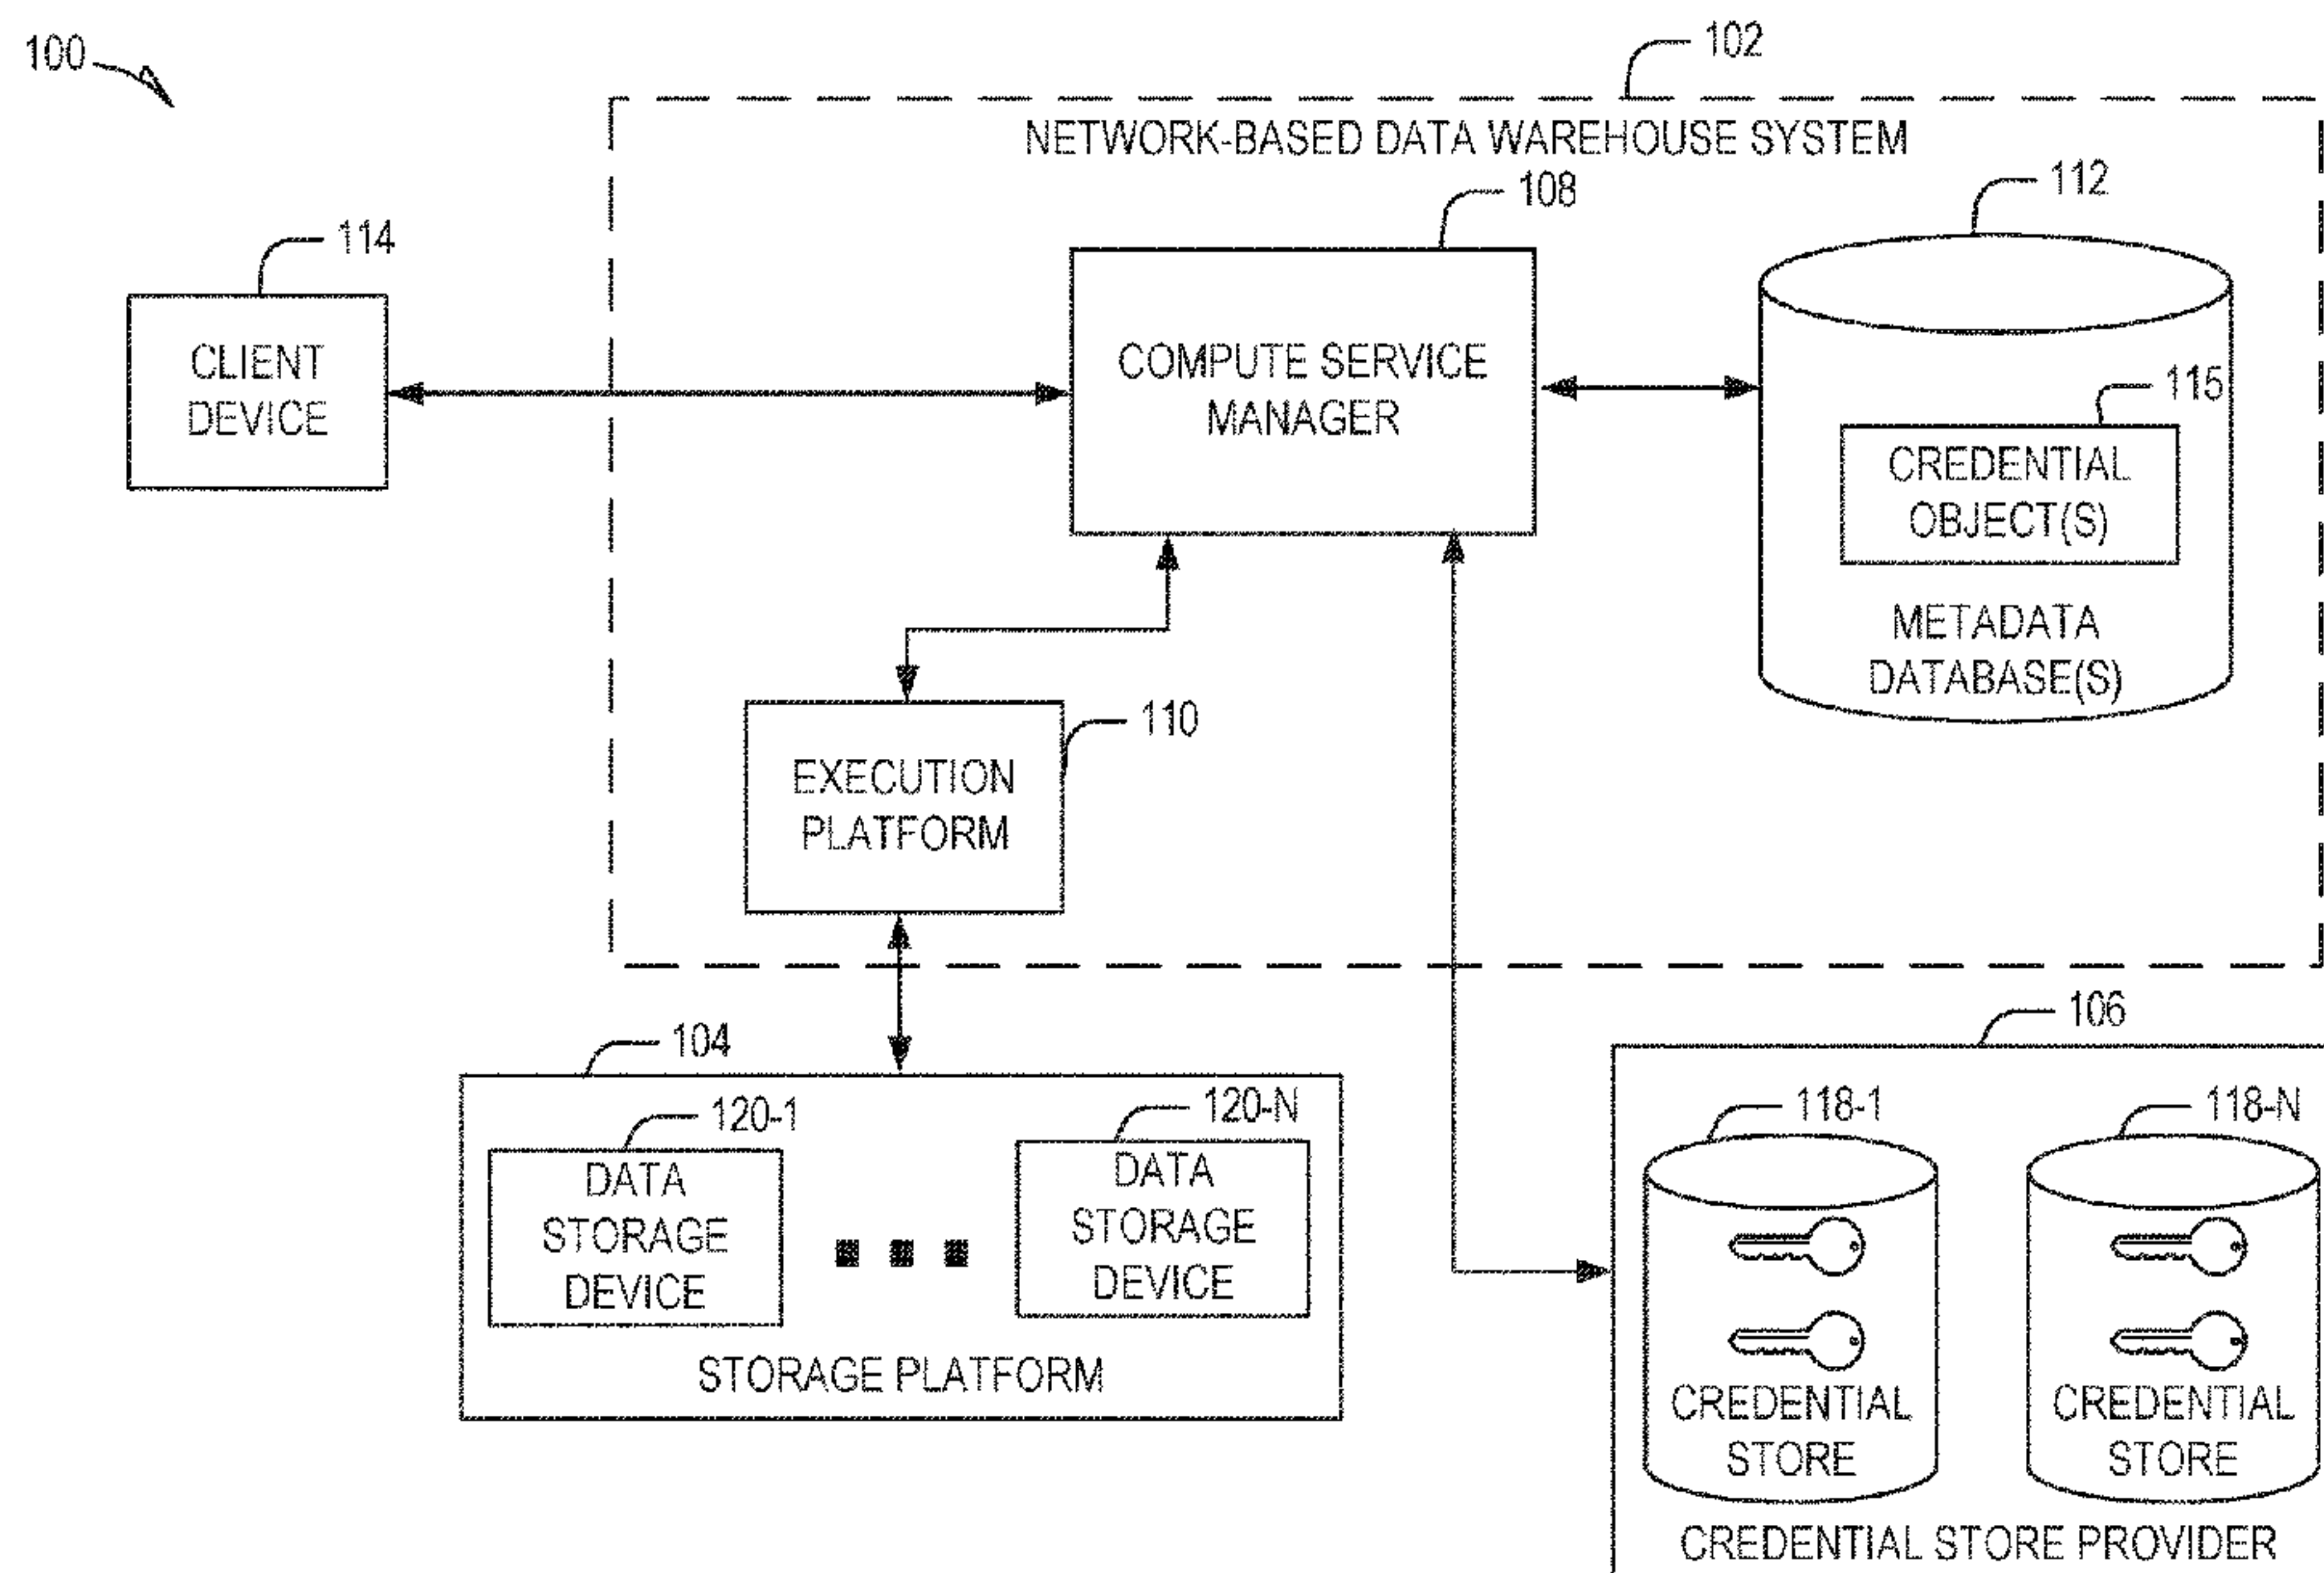 100
102
NETWORK-BASED DATA WAREHOUSE SYSTEM
108
112
114
CLIENT
DEVICE
COMPUTE SERVICE
MANAGER
115
CREDENTIAL
OBJECT(S)
METADATA
DATABASE(S)
110
EXECUTION
PLATFORM
104
106
120-1
120-N
DATA
STORAGE
DEVICE
DATA
STORAGE
DEVICE
STORAGE PLATFORM
118-1
118-N
CREDENTIAL
STORE
CREDENTIAL
STORE
CREDENTIAL STORE PROVIDER